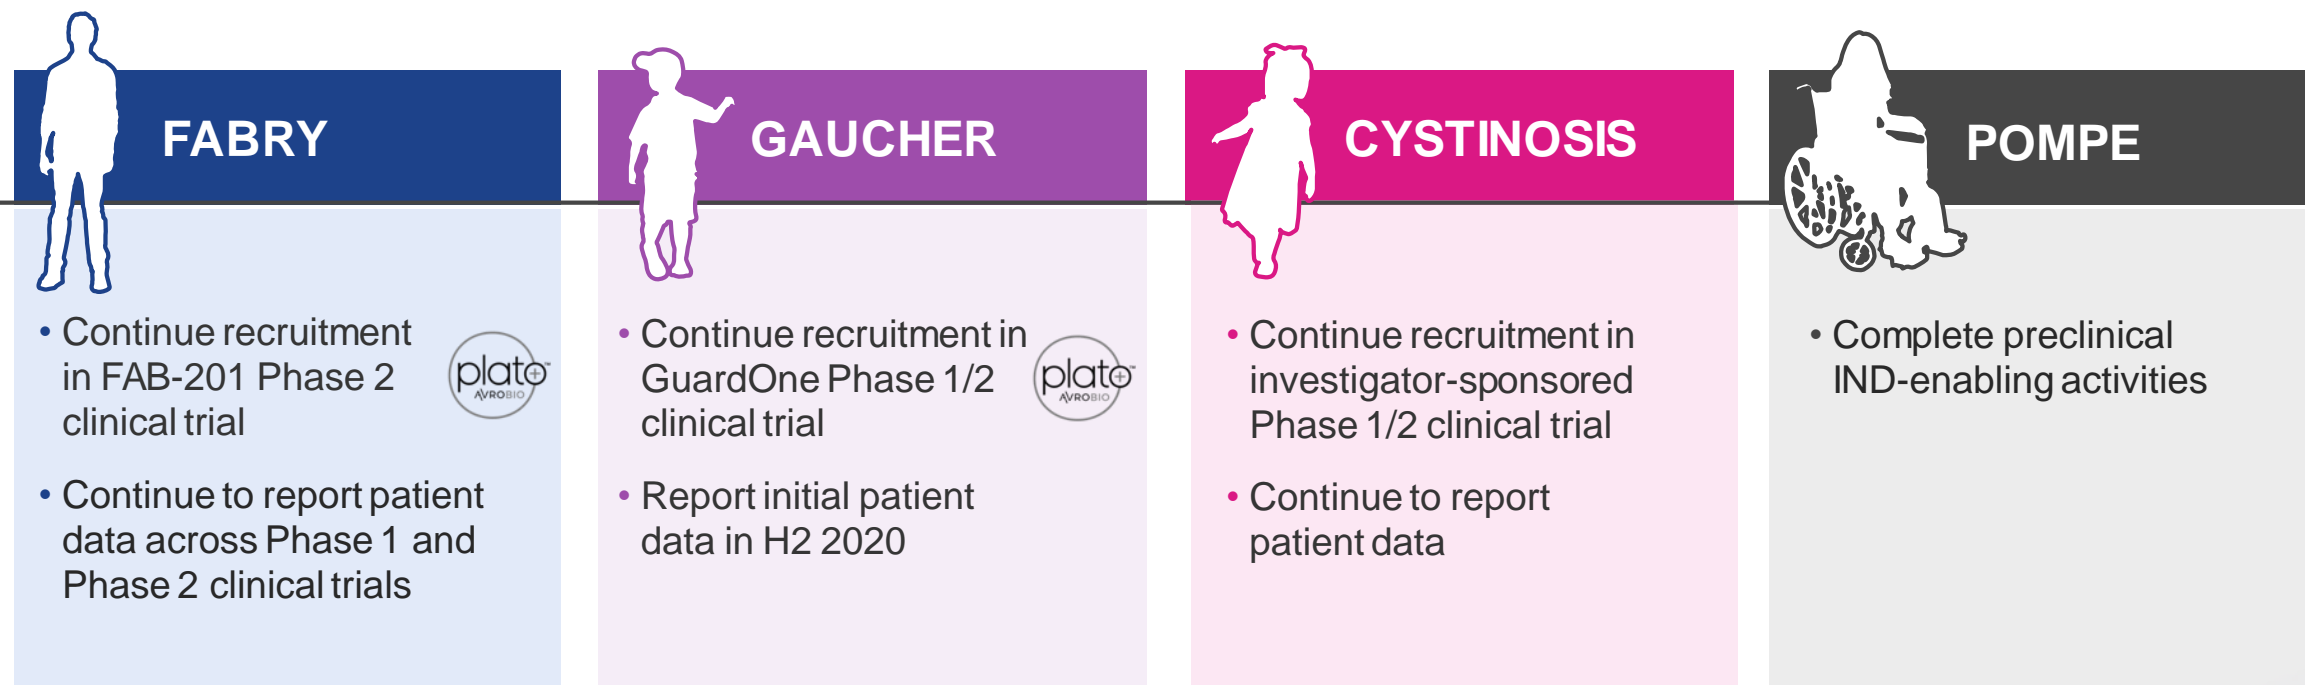 FABRY
• Continue recruitment
in FAB-201 Phase 2
clinical trial
plato™
AVROBIO
• Continue to report patient
data across Phase 1 and
Phase 2 clinical trials
GAUCHER
• Continue recruitment in
GuardOne Phase 1/2
clinical trial
plato™
AVROBIO
• Report initial patient
data in H2 2020
CYSTINOSIS
• Continue recruitment in
investigator-sponsored
Phase 1/2 clinical trial
• Continue to report
patient data
POMPE
• Complete preclinical
IND-enabling activities